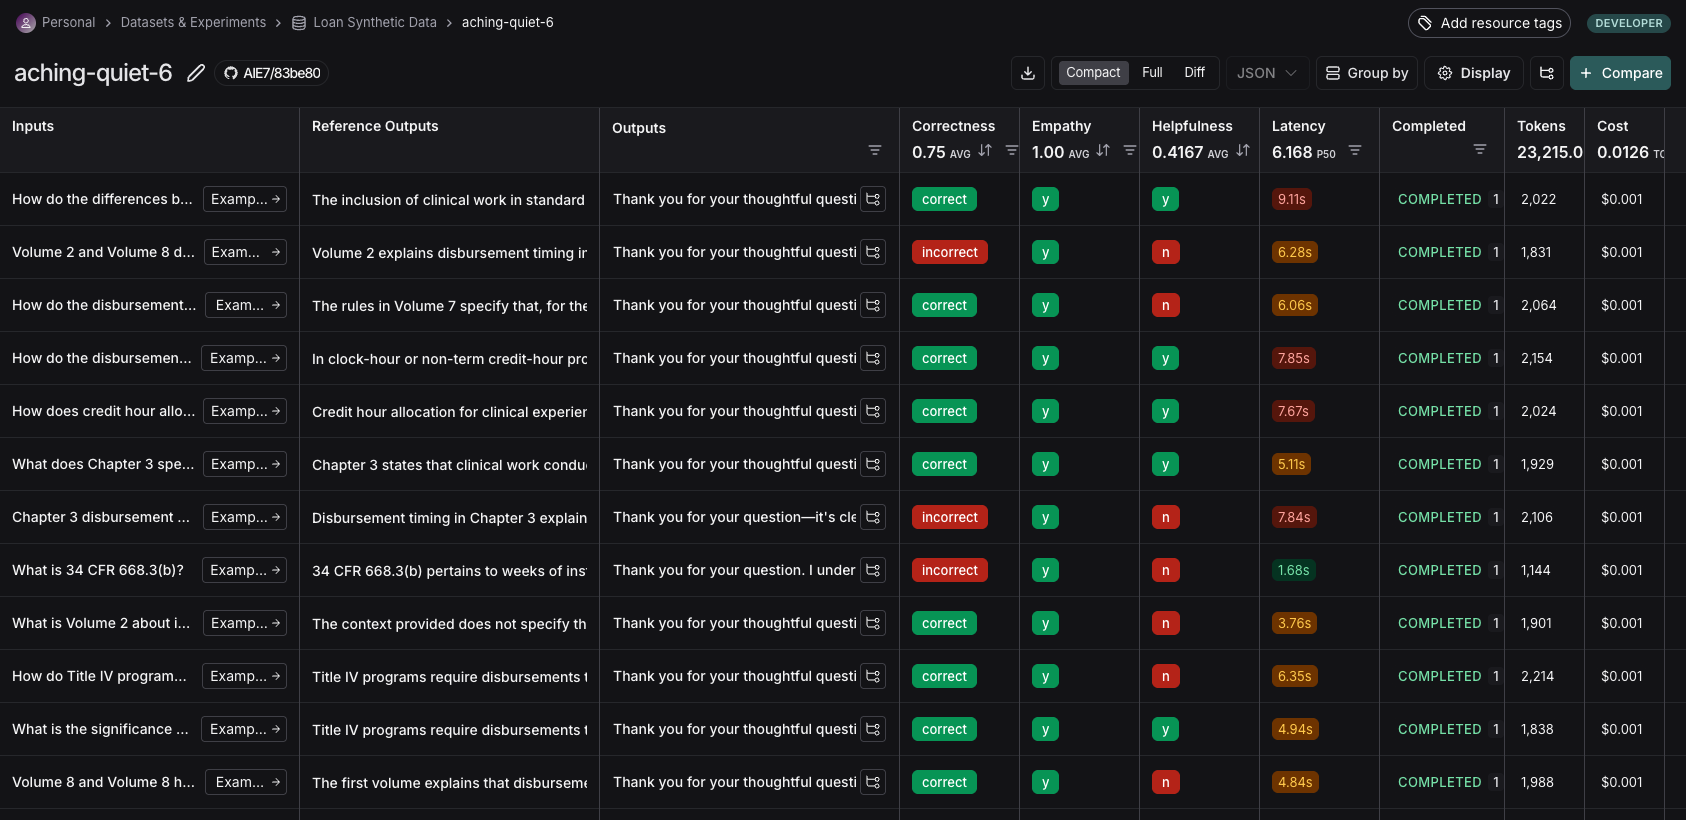 Personal > Datasets & Experiments > Loan Synthetic Data > aching-quiet-6 Add resource tags DEVELOPER
aching-quiet-6 AIE7/83be80 Compact Full Diff JSON Group by Display + Compare
Inputs Reference Outputs Outputs Correctness Empathy Helpfulness Latency Completed Tokens Cost
0.75 AVG 1.00 AVG 0.4167 AVG 6.168 P50 23,215.0 0.0126
How do the differences b... Examp... → The inclusion of clinical work in standard Thank you for your thoughtful questi correct y y 9.11s COMPLETED 1 2,022 $0.001
Volume 2 and Volume 8 d... Exam... → Volume 2 explains disbursement timing in Thank you for your thoughtful questi incorrect y n 6.28s COMPLETED 1 1,831 $0.001
How do the disbursement... Exam... → The rules in Volume 7 specify that, for the Thank you for your thoughtful questi correct y n 6.06s COMPLETED 1 2,064 $0.001
How do the disbursemen... Examp... → In clock-hour or non-term credit-hour pro Thank you for your thoughtful questi correct y y 7.85s COMPLETED 1 2,154 $0.001
How does credit hour allo... Examp... → Credit hour allocation for clinical experier Thank you for your thoughtful questi correct y y 7.67s COMPLETED 1 2,024 $0.001
What does Chapter 3 spe... Examp... → Chapter 3 states that clinical work condu Thank you for your thoughtful questi correct y y 5.11s COMPLETED 1 1,929 $0.001
Chapter 3 disbursement ... Examp... → Disbursement timing in Chapter 3 explain Thank you for your question—it's cle incorrect y n 7.84s COMPLETED 1 2,106 $0.001
What is 34 CFR 668.3(b)? Examp... → 34 CFR 668.3(b) pertains to weeks of ins Thank you for your question. I under incorrect y n 1.68s COMPLETED 1 1,144 $0.001
What is Volume 2 about i... Examp... → The context provided does not specify th Thank you for your thoughtful questi correct y n 3.76s COMPLETED 1 1,901 $0.001
How do Title IV program... Examp... → Title IV programs require disbursements t Thank you for your thoughtful questi correct y n 6.35s COMPLETED 1 2,214 $0.001
What is the significance ... Examp... → Title IV programs require disbursements t Thank you for your thoughtful questi correct y y 4.94s COMPLETED 1 1,838 $0.001
Volume 8 and Volume 8 h... Exam... → The first volume explains that disburseme Thank you for your thoughtful questi correct y n 4.84s COMPLETED 1 1,988 $0.001